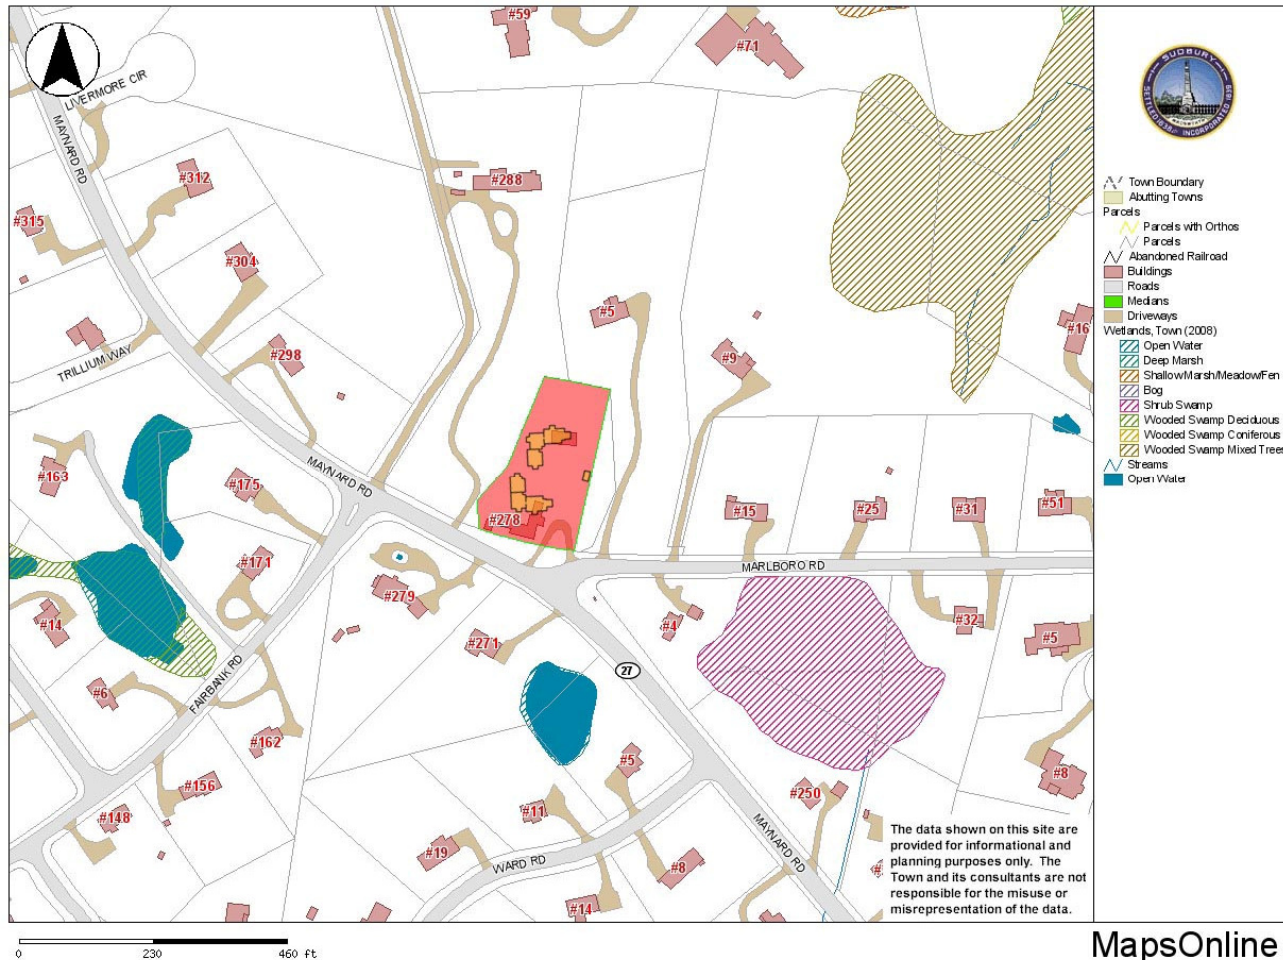 #59
#71
LIVERMORE CIR
MAYNARD RD
#312
#288
#315
#304
#5
#9
#16
#298
TRILLIUM WAY
MAYNARD RD
#163
#175
#278
#15
#25
#31
#51
#171
MARLBORO RD
#279
#14
#271
#4
#32
#5
27
FAIRBANK RD
#6
#162
#5
#8
#156
#250
#148
#11
#19
WARD RD
#8
MAYNARD RD
#14
The data shown on this site are
provided for informational and
planning purposes only. The
Town and its consultants are not
responsible for the misuse or
misrepresentation of the data.
SUDBURY
SETTLED 1638
INCORPORATED 1639
Town Boundary
Abutting Towns
Parcels
Parcels with Orthos
Parcels
Abandoned Railroad
Buildings
Roads
Medians
Driveways
Wetlands, Town (2008)
Open Water
Deep Marsh
Shallow Marsh/Meadow/Fen
Bog
Shrub Swamp
Wooded Swamp Deciduous
Wooded Swamp Coniferous
Wooded Swamp Mixed Trees
Streams
Open Water
0 230 460 ft
MapsOnline